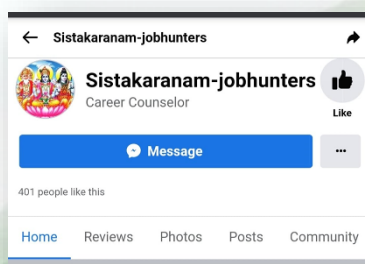 Sistakaranam-jobhunters
Sistakaranam-jobhunters
Career Counselor
Like
Message
401 people like this
Home Reviews Photos Posts Community